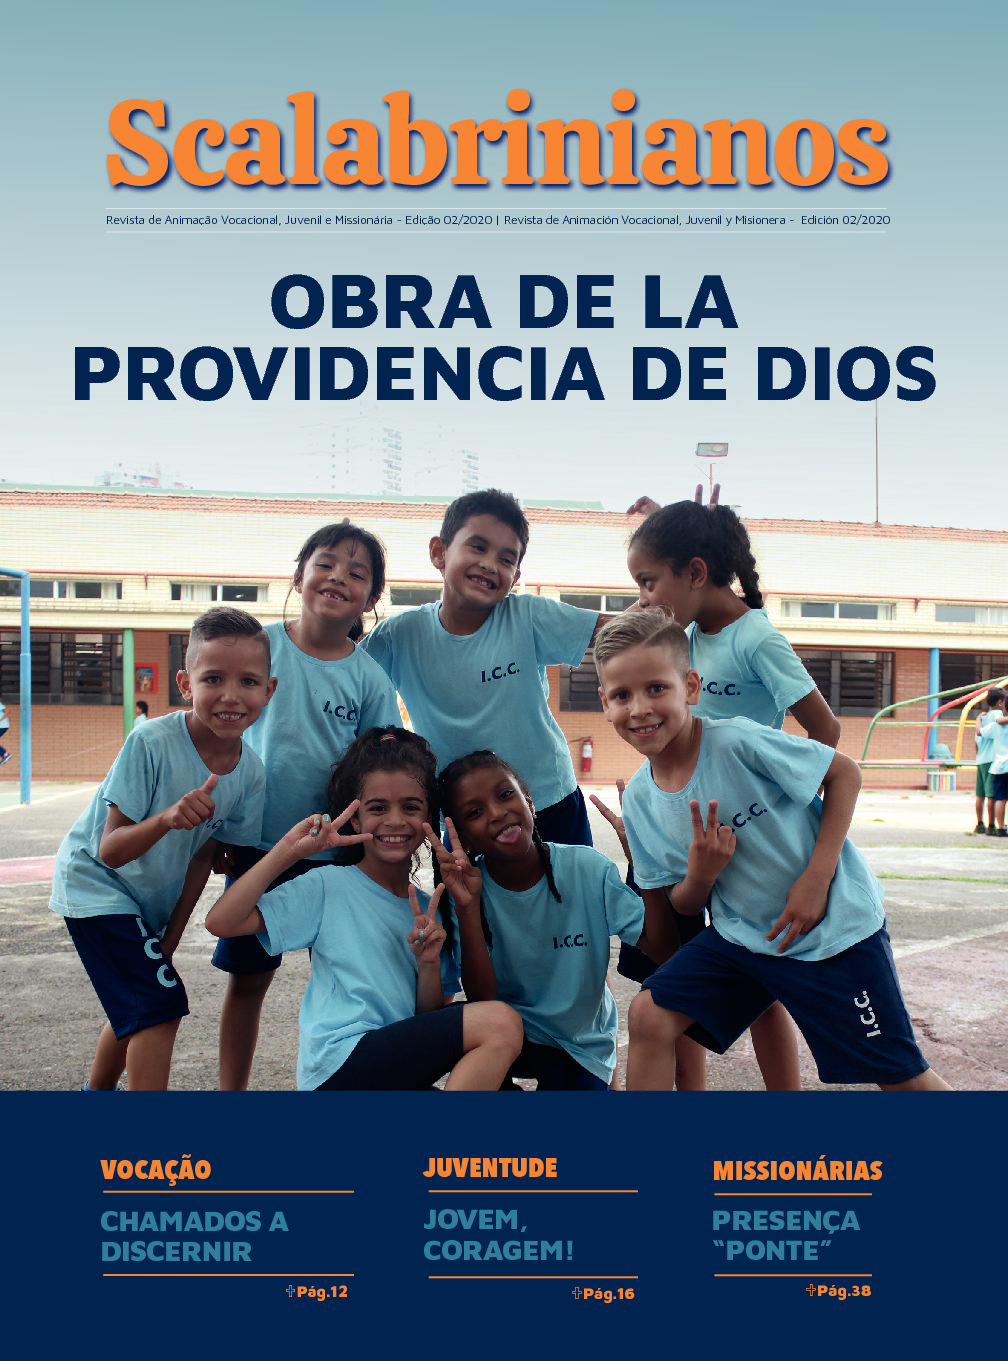 Scalabrinianos
Revista de Animação Vocacional, Juvenil e Missionária - Edição 02/2020 | Revista de Animación Vocacional, Juvenil y Misionera - Edición 02/2020
OBRA DE LA
PROVIDENCIA DE DIOS
I.C.C.
I.C.C.
I.C.C.
I.C.C.
I.C.C.
I.C.C.
ICC
I.C.C.
VOCAÇÃO
CHAMADOS A
DISCERNIR
Pág.12
JUVENTUDE
JOVEM,
CORAGEM!
Pág.16
MISSIONÁRIAS
PRESENÇA
“PONTE”
Pág.38